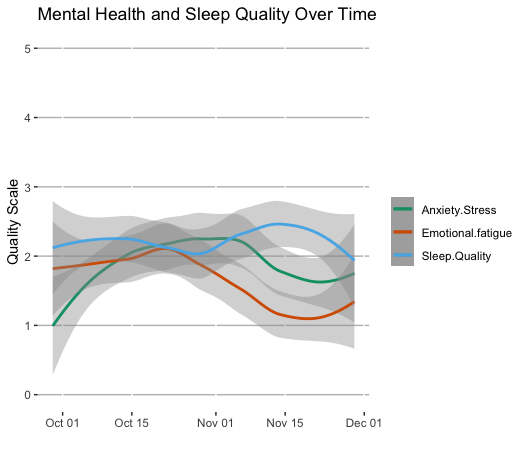 Mental Health and Sleep Quality Over Time
5
4
3
2
1
0
Quality Scale
Oct 01
Oct 15
Nov 01
Nov 15
Dec 01
Anxiety.Stress
Emotional.fatigue
Sleep.Quality